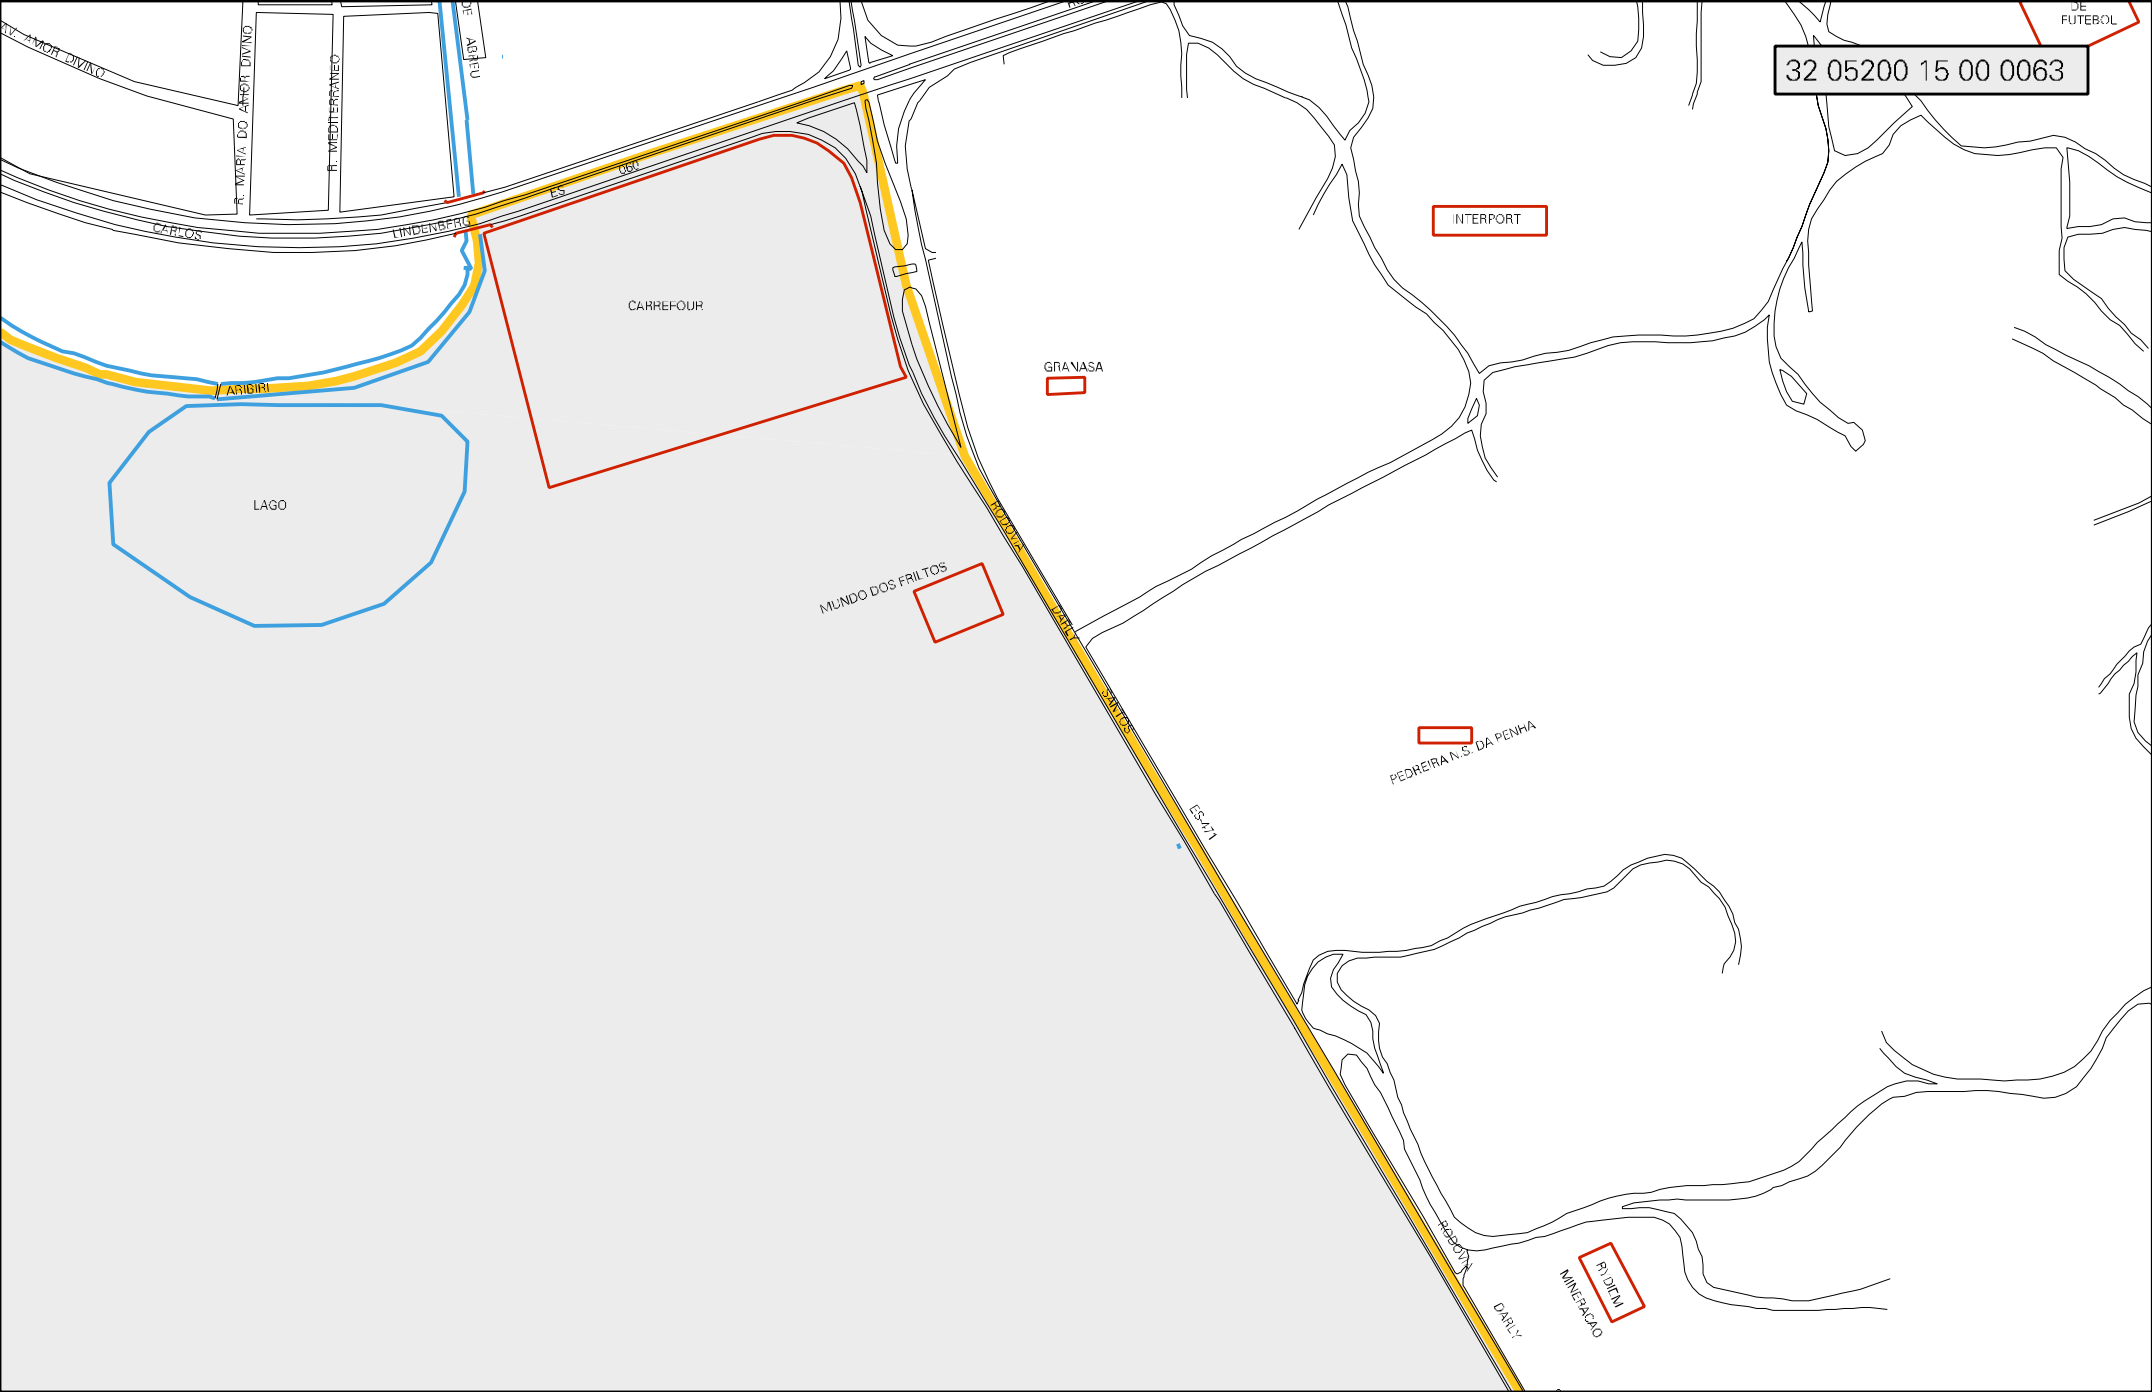 DE
FUTEBOL
32 05200 15 00 0063
DE
ABREU
AV. AMOR DIVINO
R. MARIA DO AMOR DIVINO
R. MEDITERRANEO
CARLOS
LINDENBERG
ES
060
INTERPORT
CARREFOUR
GRANASA
ARIBIRI
LAGO
RODOVIA
MUNDO DOS FRILTOS
DARLY
SANTOS
PEDREIRA N.S. DA PENHA
ES-471
RODOVIA
RYDIEM
MINERACAO
DARLY